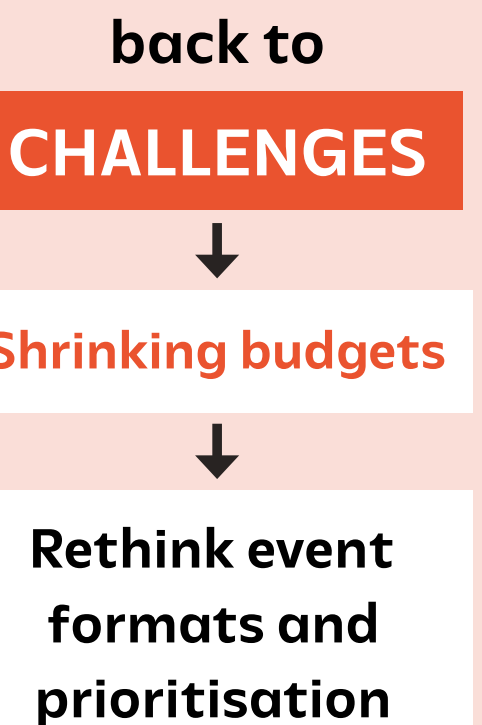 back to
CHALLENGES
Shrinking budgets
Rethink event
formats and
prioritisation